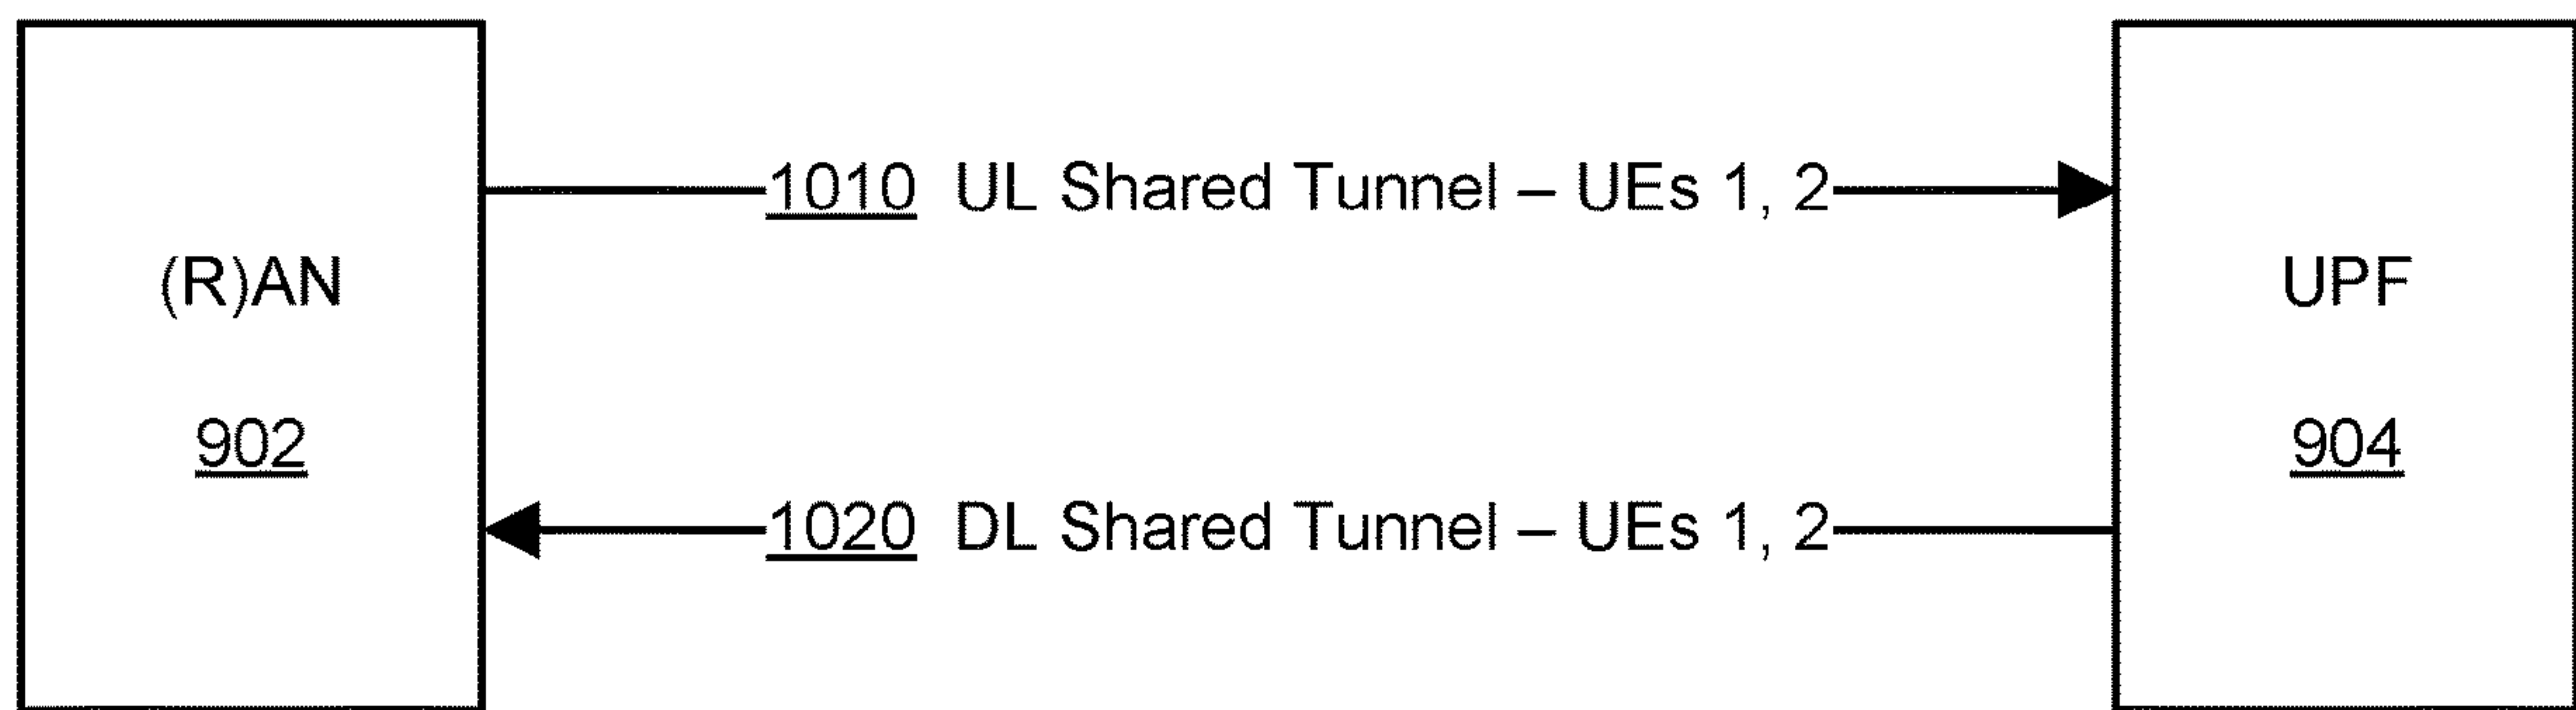 1010 UL Shared Tunnel – UEs 1, 2
(R)AN
UPF
902
904
1020 DL Shared Tunnel – UEs 1, 2